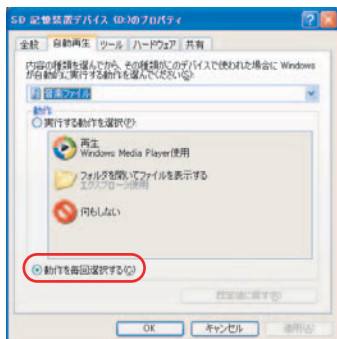 SD 記憶装置デバイス (D:)のプロパティ
全般 自動再生 ツール ハードウェア 共有
内容の種類を選んでから、その種類がこのデバイスで使われた場合に Windows
が自動的に実行する動作を選んでください(S):
音楽ファイル
動作
実行する動作を選択(P):
再生
Windows Media Player使用
フォルダを開いてファイルを表示する
エクスプローラ使用
何もしない
動作を毎回選択する(C)
既定値に戻す(R)
OK キャンセル 適用(A)